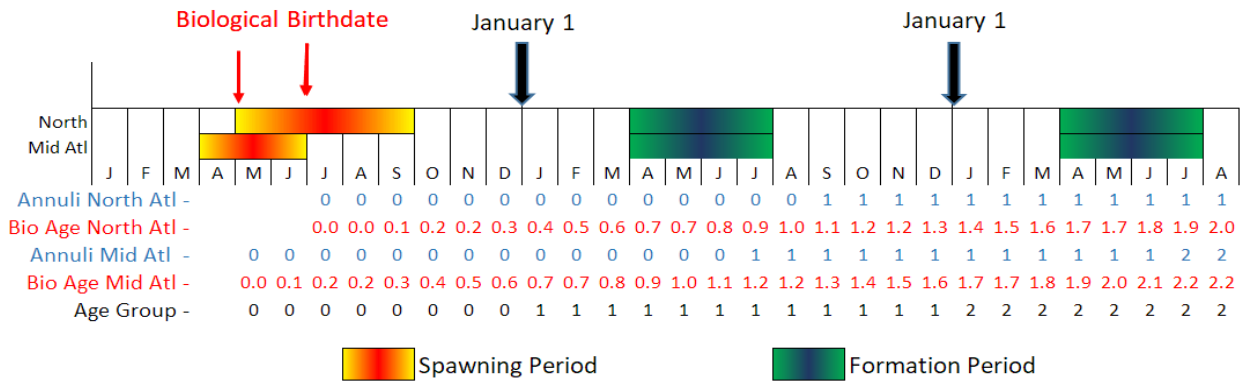 Biological Birthdate
January 1
January 1
North
Mid Atl
J F M A M J J A S O N D J F M A M J J A S O N D J F M A M J J A
Annuli North Atl - 0 0 0 0 0 0 0 0 0 0 0 0 0 0 1 1 1 1 1 1 1 1 1 1 1 1
Bio Age North Atl - 0.0 0.0 0.1 0.2 0.2 0.3 0.4 0.5 0.6 0.7 0.7 0.8 0.9 1.0 1.1 1.2 1.2 1.3 1.4 1.5 1.6 1.7 1.7 1.8 1.9 2.0
Annuli Mid Atl - 0 0 0 0 0 0 0 0 0 0 0 0 0 0 1 1 1 1 1 1 1 1 1 1 1 1 2 2
Bio Age Mid Atl - 0.0 0.1 0.2 0.2 0.3 0.4 0.5 0.6 0.7 0.7 0.8 0.9 1.0 1.1 1.2 1.2 1.3 1.4 1.5 1.6 1.7 1.7 1.8 1.9 2.0 2.1 2.2 2.2
Age Group - 0 0 0 0 0 0 0 0 1 1 1 1 1 1 1 1 1 1 1 1 2 2 2 2 2 2 2 2
Spawning Period
Formation Period